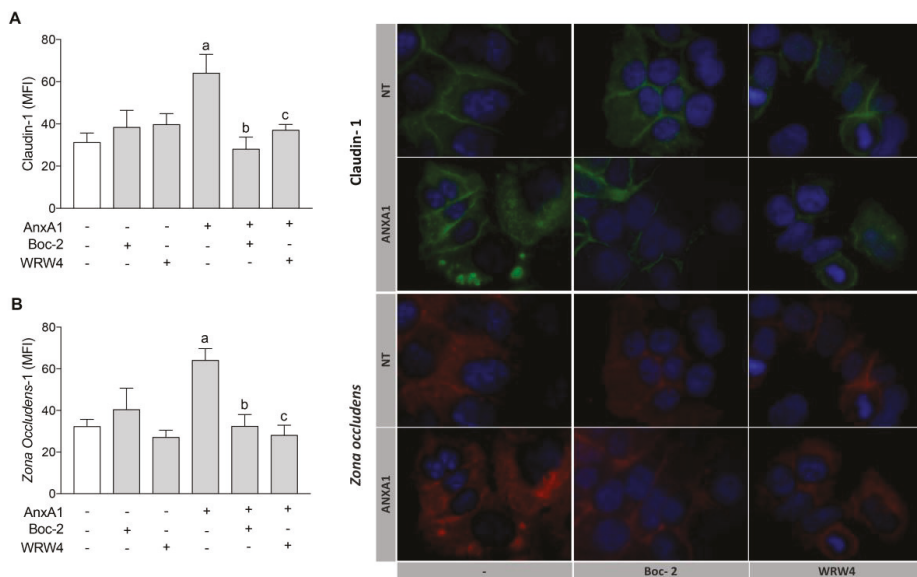 A
Claudin-1 (MFI)
80
60
40
20
0
a
b
c
AnxA1 - - - + + +
Boc-2 - + - - + -
WRW4 - - + - - +
B
Zona Occludens-1 (MFI)
80
60
40
20
0
a
b
c
AnxA1 - - - + + +
Boc-2 - + - - + -
WRW4 - - + - - +
Claudin- 1
NT
ANXA1
Zona occludens
NT
ANXA1
- Boc- 2 WRW4